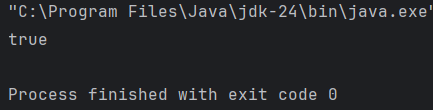 "C:\Program Files\Java\jdk-24\bin\java.exe"
true
Process finished with exit code 0